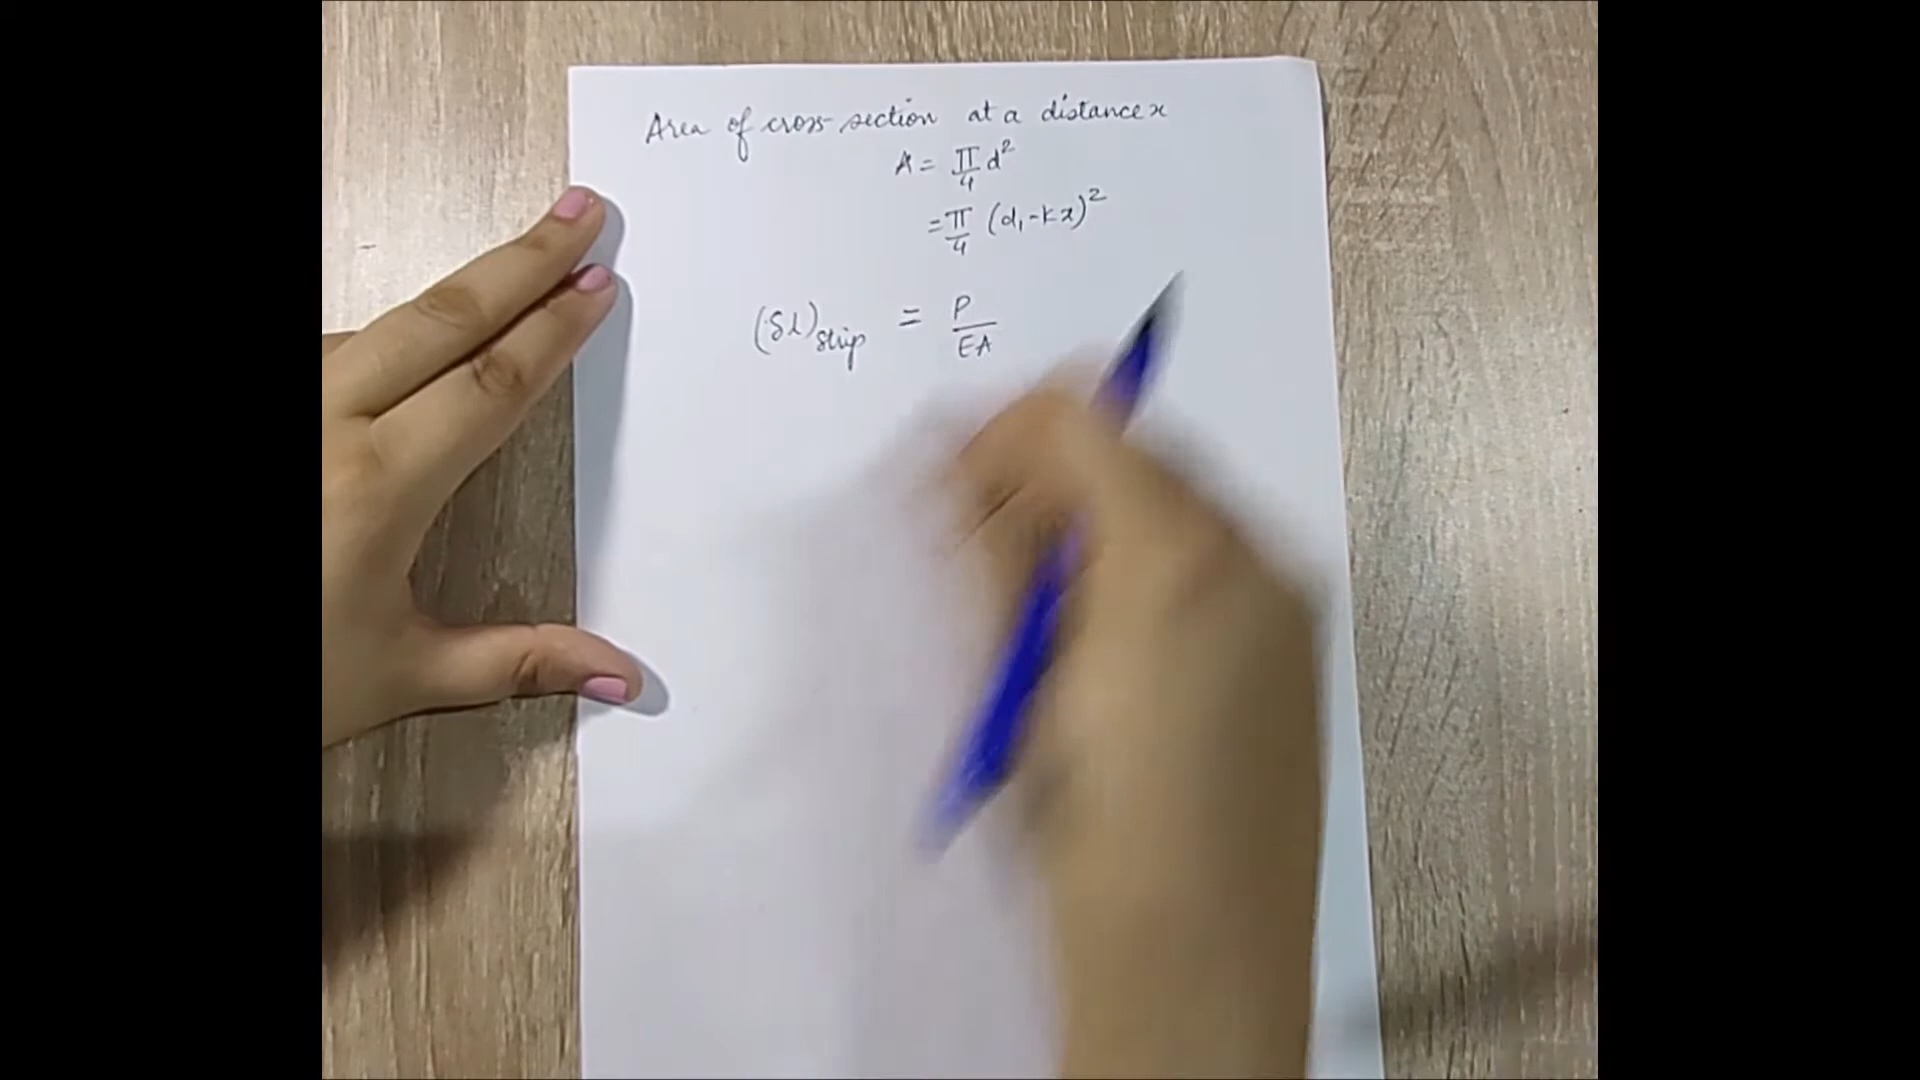 Area of cross-section at a distance x
A = π/4 d²
= π/4 (d₁-kx)²
(δl)strip = P/EA